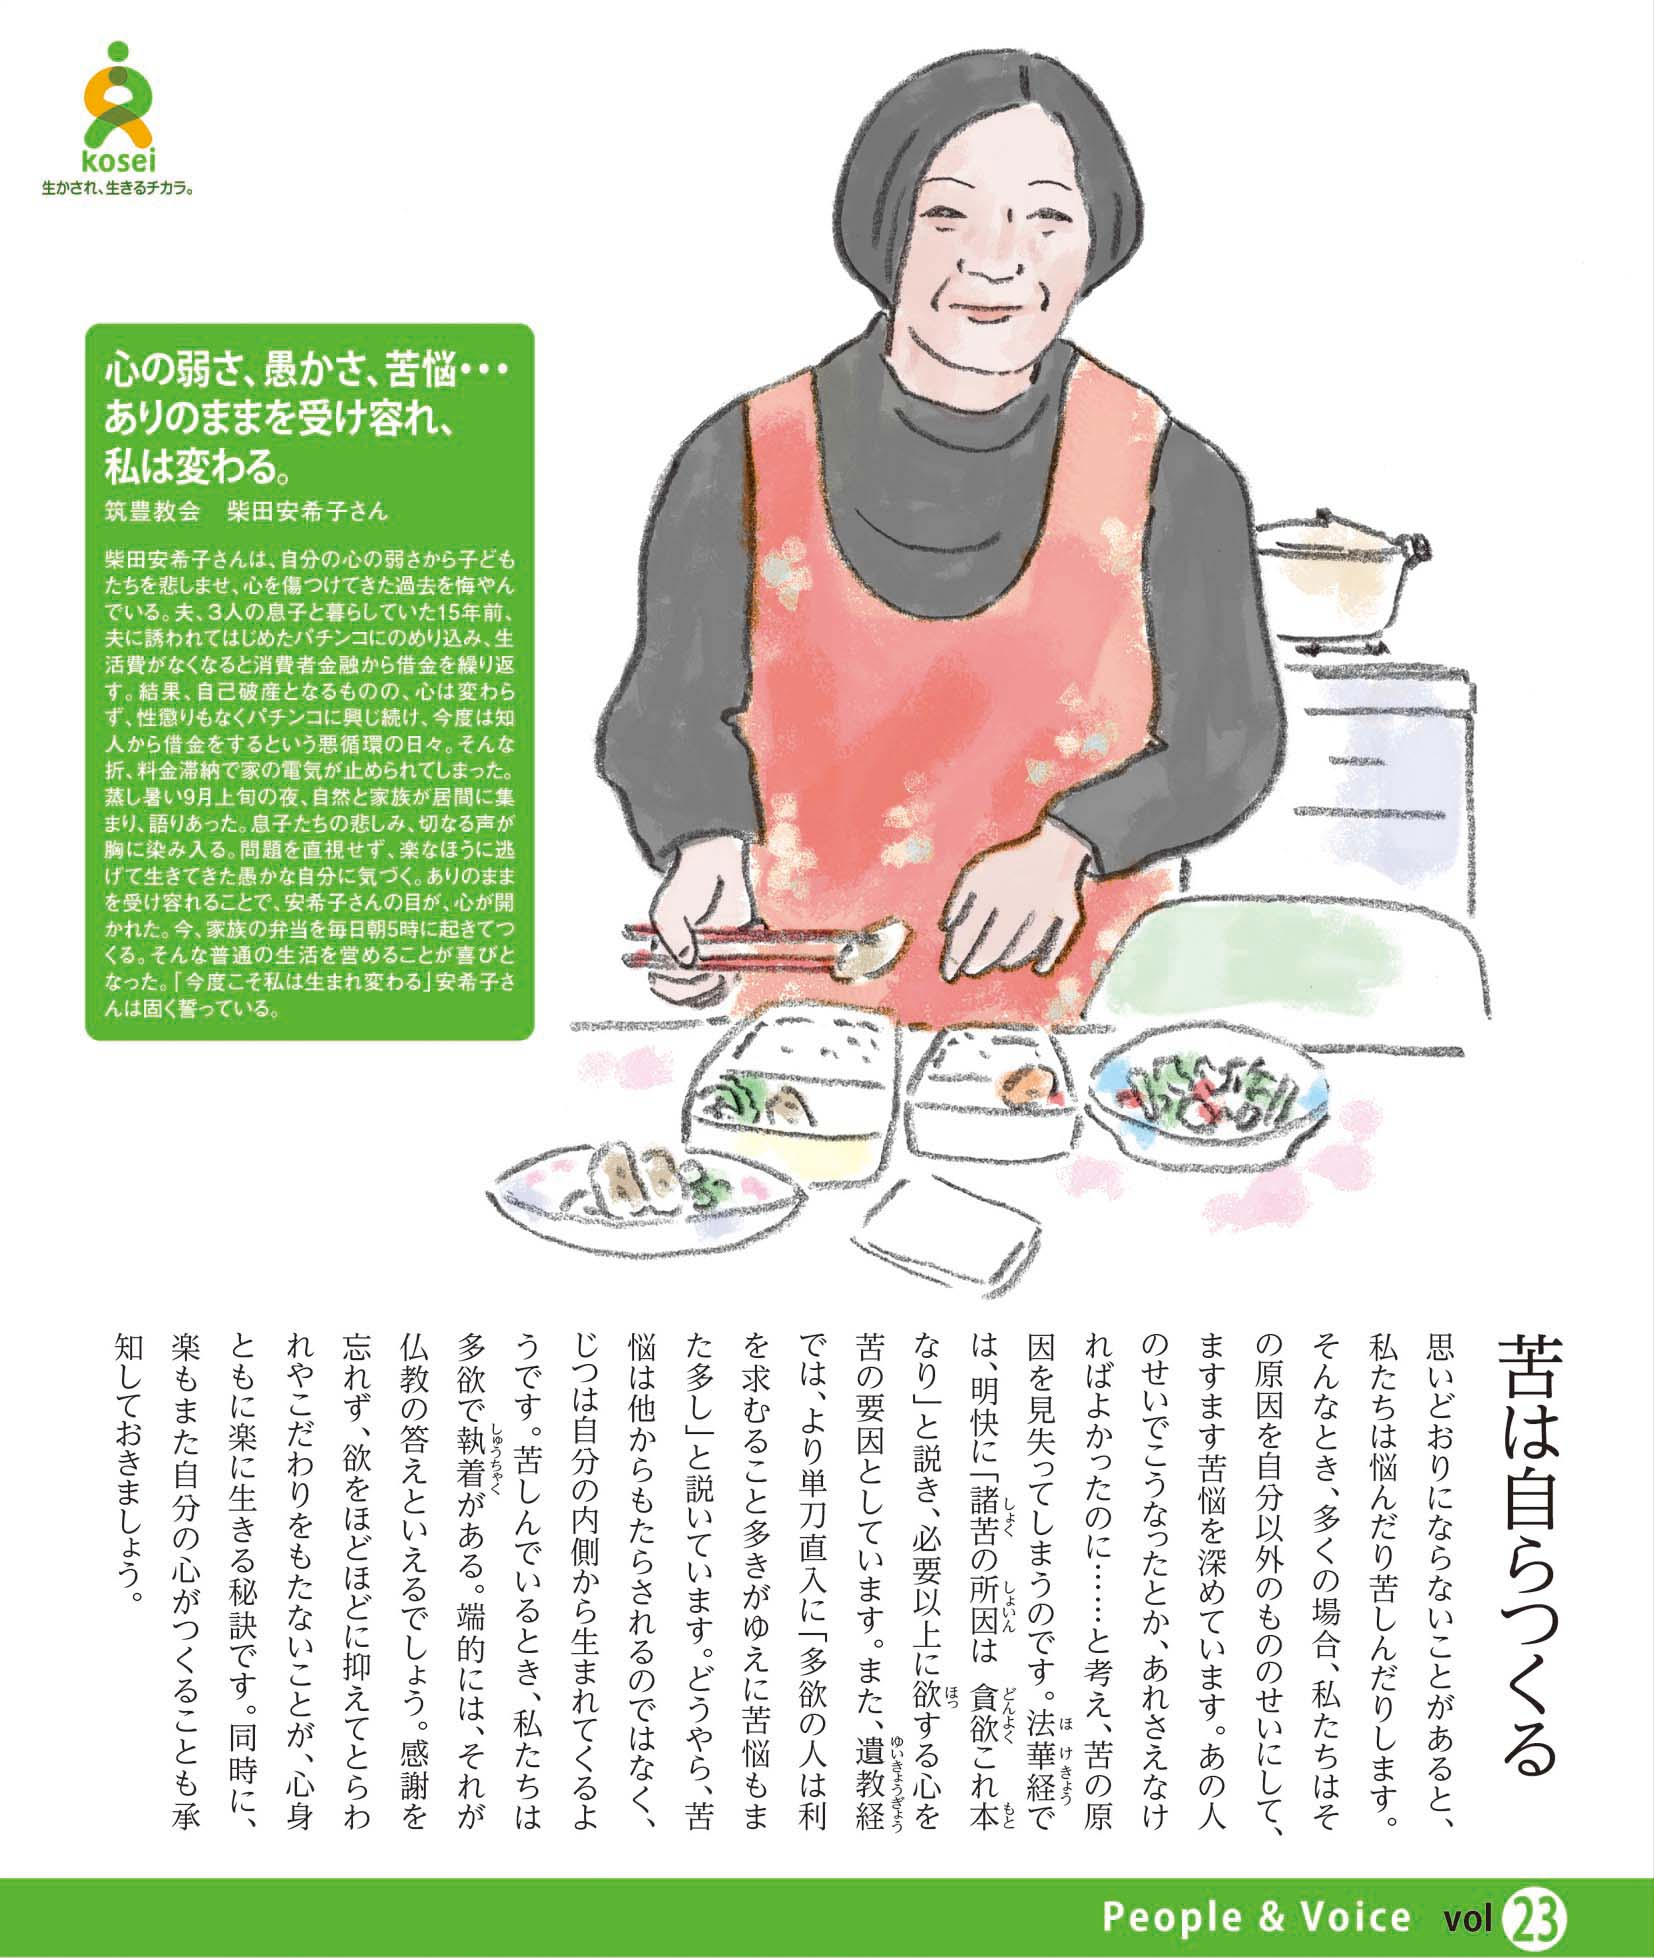 kosei
生かされ、生きるチカラ。
心の弱さ、愚かさ、苦悩・・・
ありのままを受け容れ、
私は変わる。
筑豊教会　柴田安希子さん
柴田安希子さんは、自分の心の弱さから子ども
たちを悲しませ、心を傷つけてきた過去を悔やん
でいる。夫、3人の息子と暮らしていた15年前、
夫に誘われてはじめたパチンコにのめり込み、生
活費がなくなると消費者金融から借金を繰り返
す。結果、自己破産となるものの、心は変わら
ず、性懲りもなくパチンコに興じ続け、今度は知
人から借金をするという悪循環の日々。そんな
折、料金滞納で家の電気が止められてしまった。
蒸し暑い9月上旬の夜、自然と家族が居間に集
まり、語りあった。息子たちの悲しみ、切なる声が
胸に染み入る。問題を直視せず、楽なほうに逃
げて生きてきた愚かな自分に気づく。ありのまま
を受け容れることで、安希子さんの目が、心が開
かれた。今、家族の弁当を毎日朝5時に起きてつ
くる。そんな普通の生活を営めることが喜びと
なった。「今度こそ私は生まれ変わる」安希子さ
んは固く誓っている。
苦は自らつくる
思いどおりにならないことがあると、
私たちは悩んだり苦しんだりします。
そんなとき、多くの場合、私たちはそ
の原因を自分以外のもののせいにして、
ますます苦悩を深めています。あの人
のせいでこうなったとか、あれさえなけ
ればよかったのに……と考え、苦の原
因を見失ってしまうのです。法華経で
は、明快に「諸苦の所因は 貪欲これ本
なり」と説き、必要以上に欲する心を
苦の要因としています。また、遺教経
では、より単刀直入に「多欲の人は利
を求むること多きがゆえに苦悩もま
た多し」と説いています。どうやら、苦
悩は他からもたらされるのではなく、
じつは自分の内側から生まれてくるよ
うです。苦しんでいるとき、私たちは
多欲で執着がある。端的には、それが
仏教の答えといえるでしょう。感謝を
忘れず、欲をほどほどに抑えてとらわ
れやこだわりをもたないことが、心身
ともに楽に生きる秘訣です。同時に、
楽もまた自分の心がつくることも承
知しておきましょう。
People & Voice vol 23